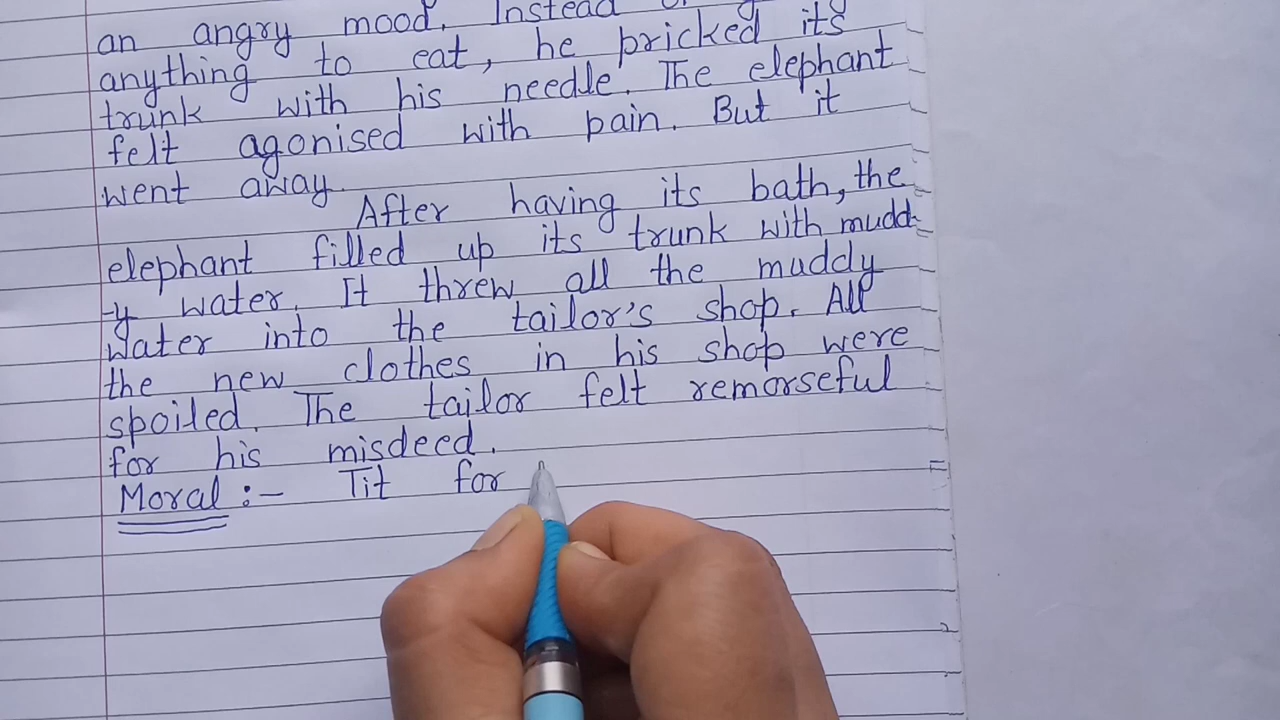 an angry mood. Instead
anything to eat, he pricked its
trunk with his needle. The elephant
felt agonised with pain. But it
went away.
After having its bath, the
elephant filled up its trunk with mudd-
-y water. It threw all the muddy
water into the tailor's shop. All
the new clothes in his shop were
spoiled. The tailor felt remorseful
for his misdeed.
Moral :- Tit for